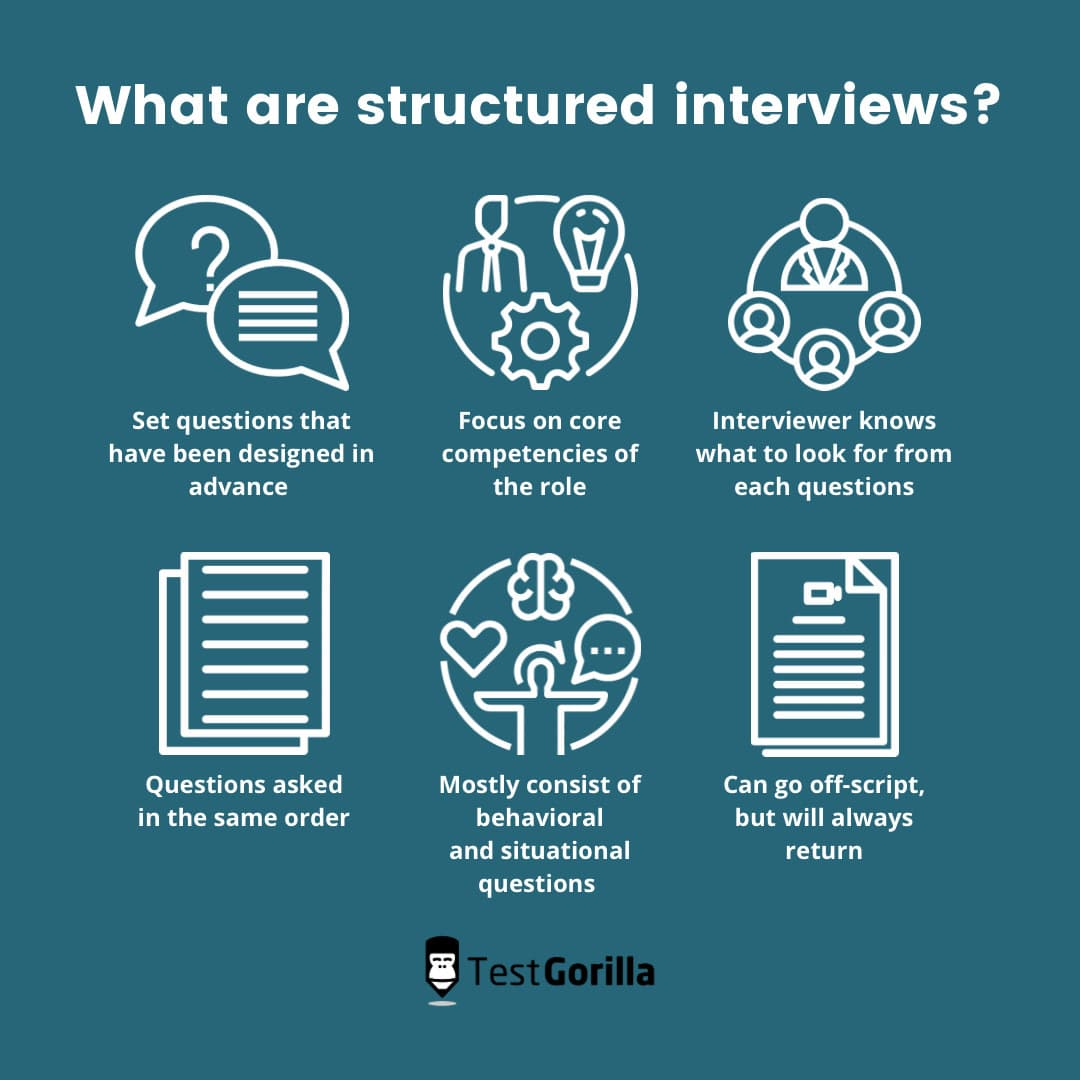 What are structured interviews?
?
Set questions that
have been designed in
advance
Focus on core
competencies of
the role
Interviewer knows
what to look for from
each questions
Questions asked
in the same order
Mostly consist of
behavioral
and situational
questions
Can go off-script,
but will always
return
TestGorilla